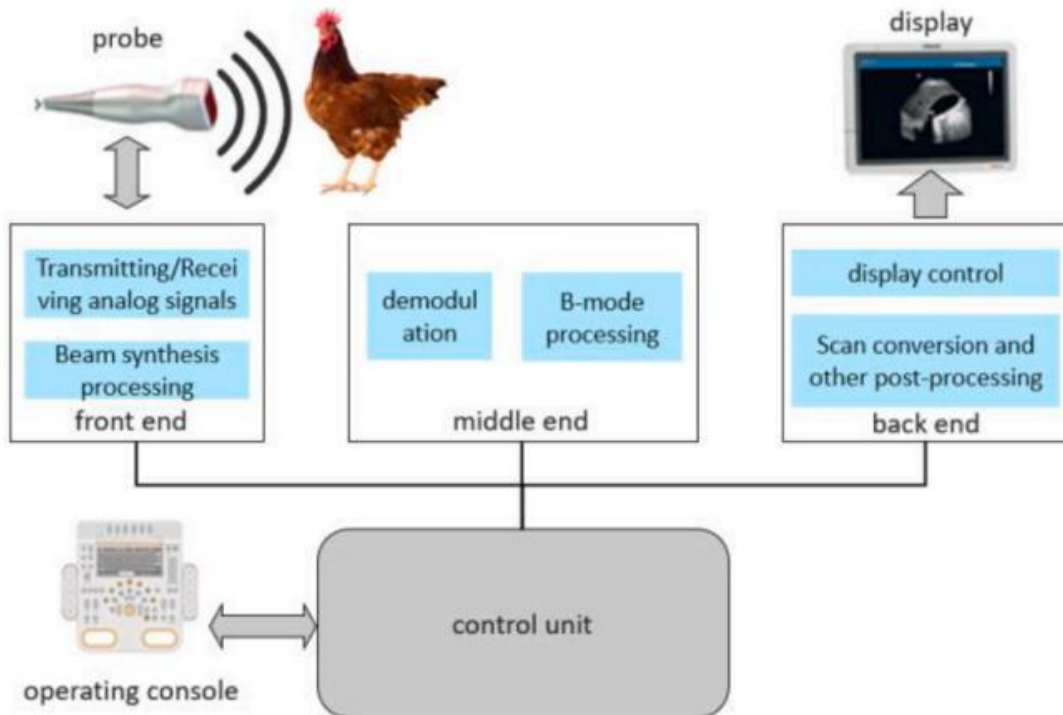 probe
display
Transmitting/Recei
ving analog signals
Beam synthesis
processing
front end
demodul
ation
B-mode
processing
middle end
display control
Scan conversion and
other post-processing
back end
control unit
operating console